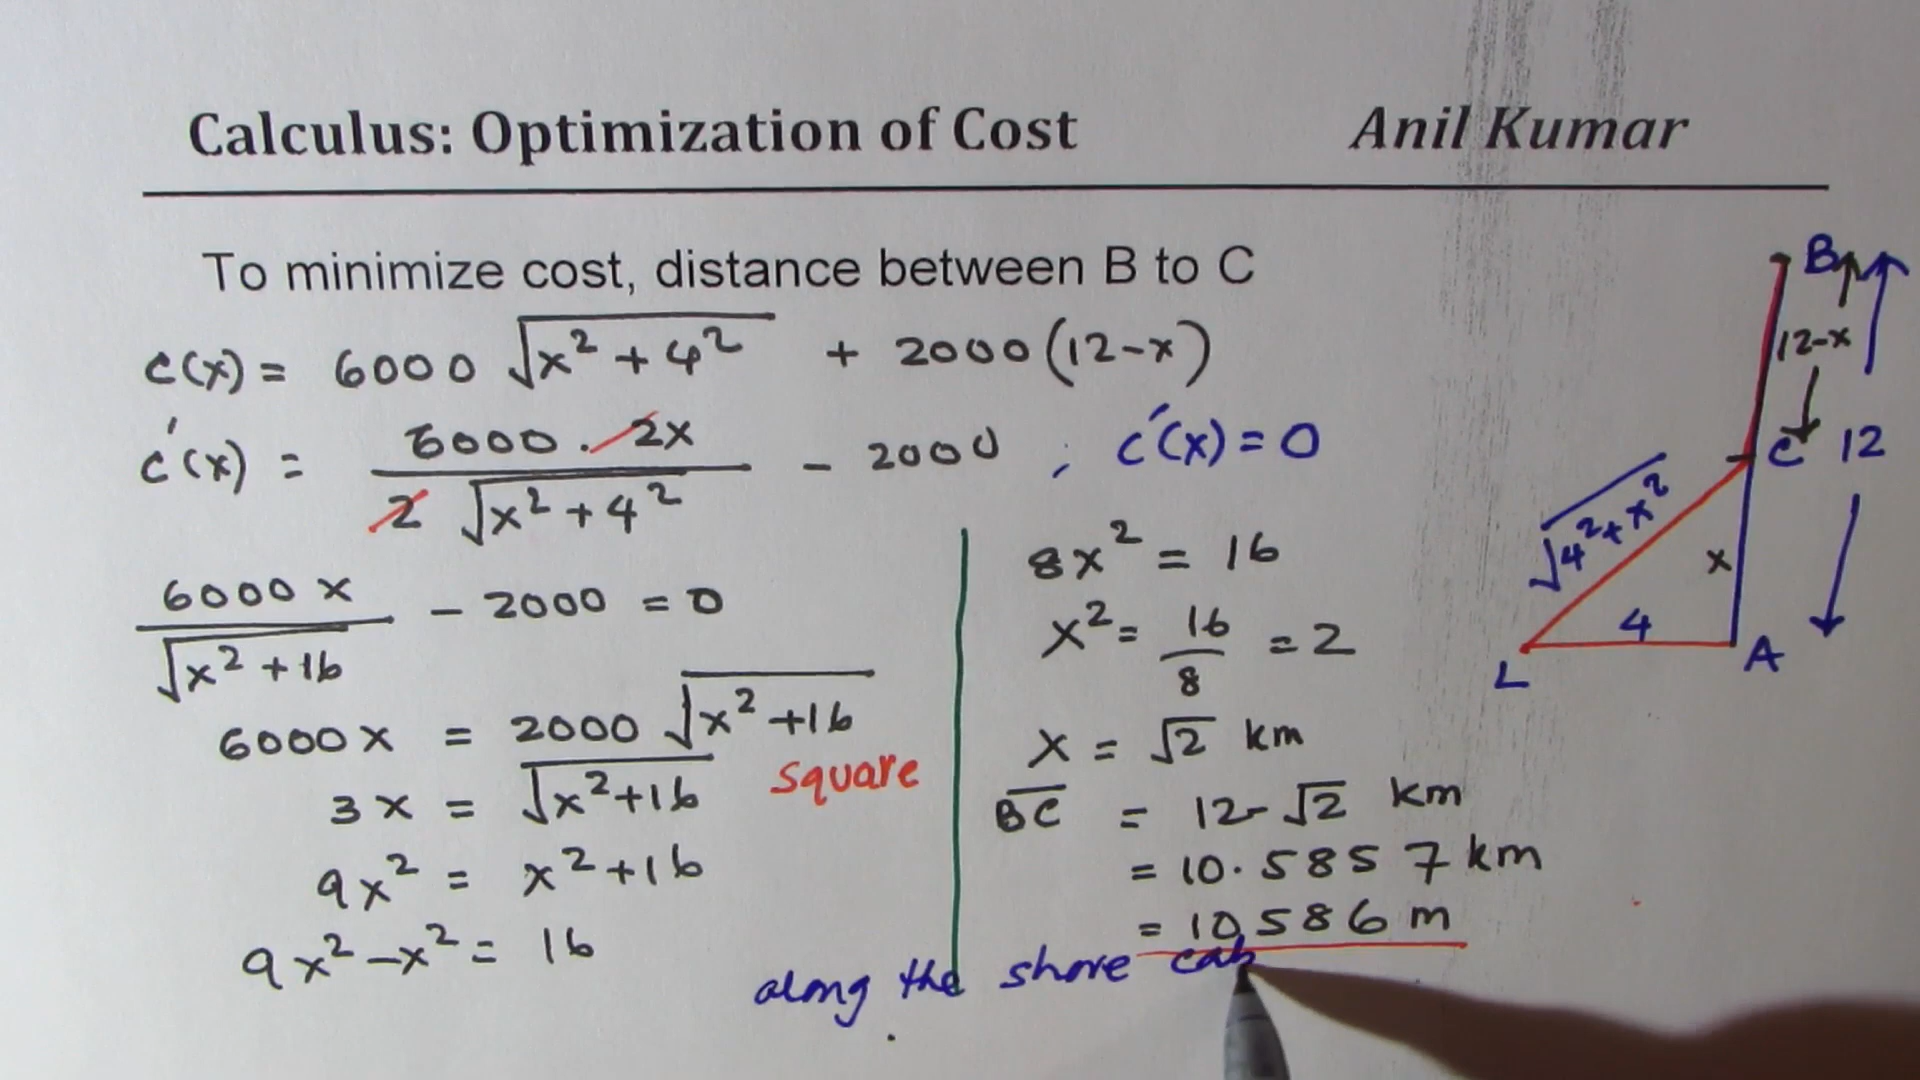 Calculus: Optimization of Cost Anil Kumar
To minimize cost, distance between B to C
c(x) = 6000 √(x² + 4²) + 2000 (12-x)
c'(x) = 6000 . 2x / 2 √(x² + 4²) - 2000 ; c'(x) = 0
6000 x / √(x² + 16) - 2000 = 0
6000 x = 2000 √(x² + 16)
3x = √(x² + 16) square
9x² = x² + 16
9x² - x² = 16
8x² = 16
x² = 16 / 8 = 2
x = √2 km
BC = 12 - √2 km
= 10.5857 km
= 10,586 m
along the shore cab
B
12-x
C 12
√(4² + x²)
x
4
L A